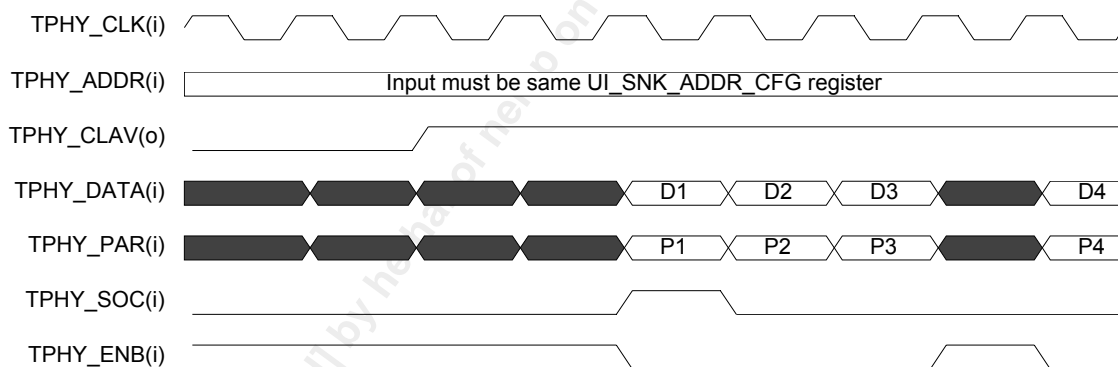 TPHY_CLK(i)
TPHY_ADDR(i) Input must be same UI_SNK_ADDR_CFG register
TPHY_CLAV(o)
TPHY_DATA(i) D1 D2 D3 D4
TPHY_PAR(i) P1 P2 P3 P4
TPHY_SOC(i)
TPHY_ENB(i)